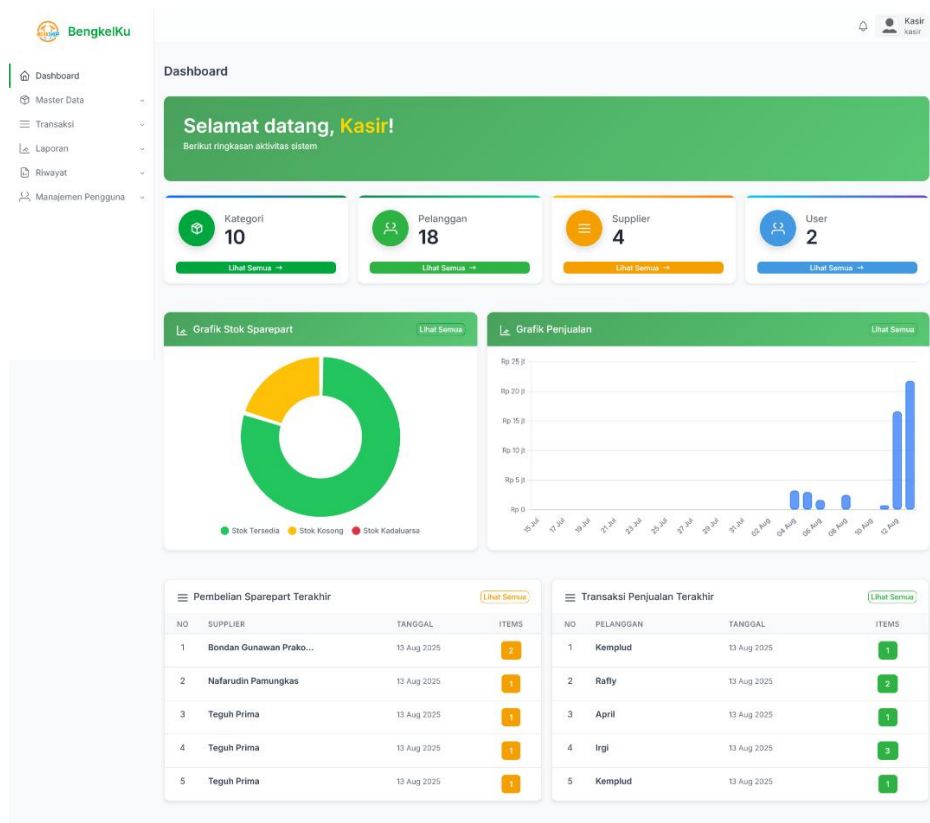 BengkelKu
Kasir
kasir
Dashboard
Master Data
Transaksi
Laporan
Riwayat
Manajemen Pengguna
Dashboard
Selamat datang, Kasir!
Berikut ringkasan aktivitas sistem
Kategori
10
Lihat Semua →
Pelanggan
18
Lihat Semua →
Supplier
4
Lihat Semua →
User
2
Lihat Semua →
Grafik Stok Sparepart
Lihat Semua
Stok Tersedia Stok Kosong Stok Kadaluarsa
Grafik Penjualan
Lihat Semua
Rp 25 jt
Rp 20 jt
Rp 15 jt
Rp 10 jt
Rp 5 jt
Rp 0
15 Jul 17 Jul 19 Jul 21 Jul 23 Jul 25 Jul 27 Jul 29 Jul 31 Jul 02 Aug 04 Aug 06 Aug 08 Aug 10 Aug 12 Aug
Pembelian Sparepart Terakhir
Lihat Semua
NO SUPPLIER TANGGAL ITEMS
1 Bondan Gunawan Prako... 13 Aug 2025 2
2 Nafarudin Pamungkas 13 Aug 2025 1
3 Teguh Prima 13 Aug 2025 1
4 Teguh Prima 13 Aug 2025 1
5 Teguh Prima 13 Aug 2025 1
Transaksi Penjualan Terakhir
Lihat Semua
NO PELANGGAN TANGGAL ITEMS
1 Kemplud 13 Aug 2025 1
2 Rafly 13 Aug 2025 2
3 April 13 Aug 2025 1
4 Irgi 13 Aug 2025 3
5 Kemplud 13 Aug 2025 1